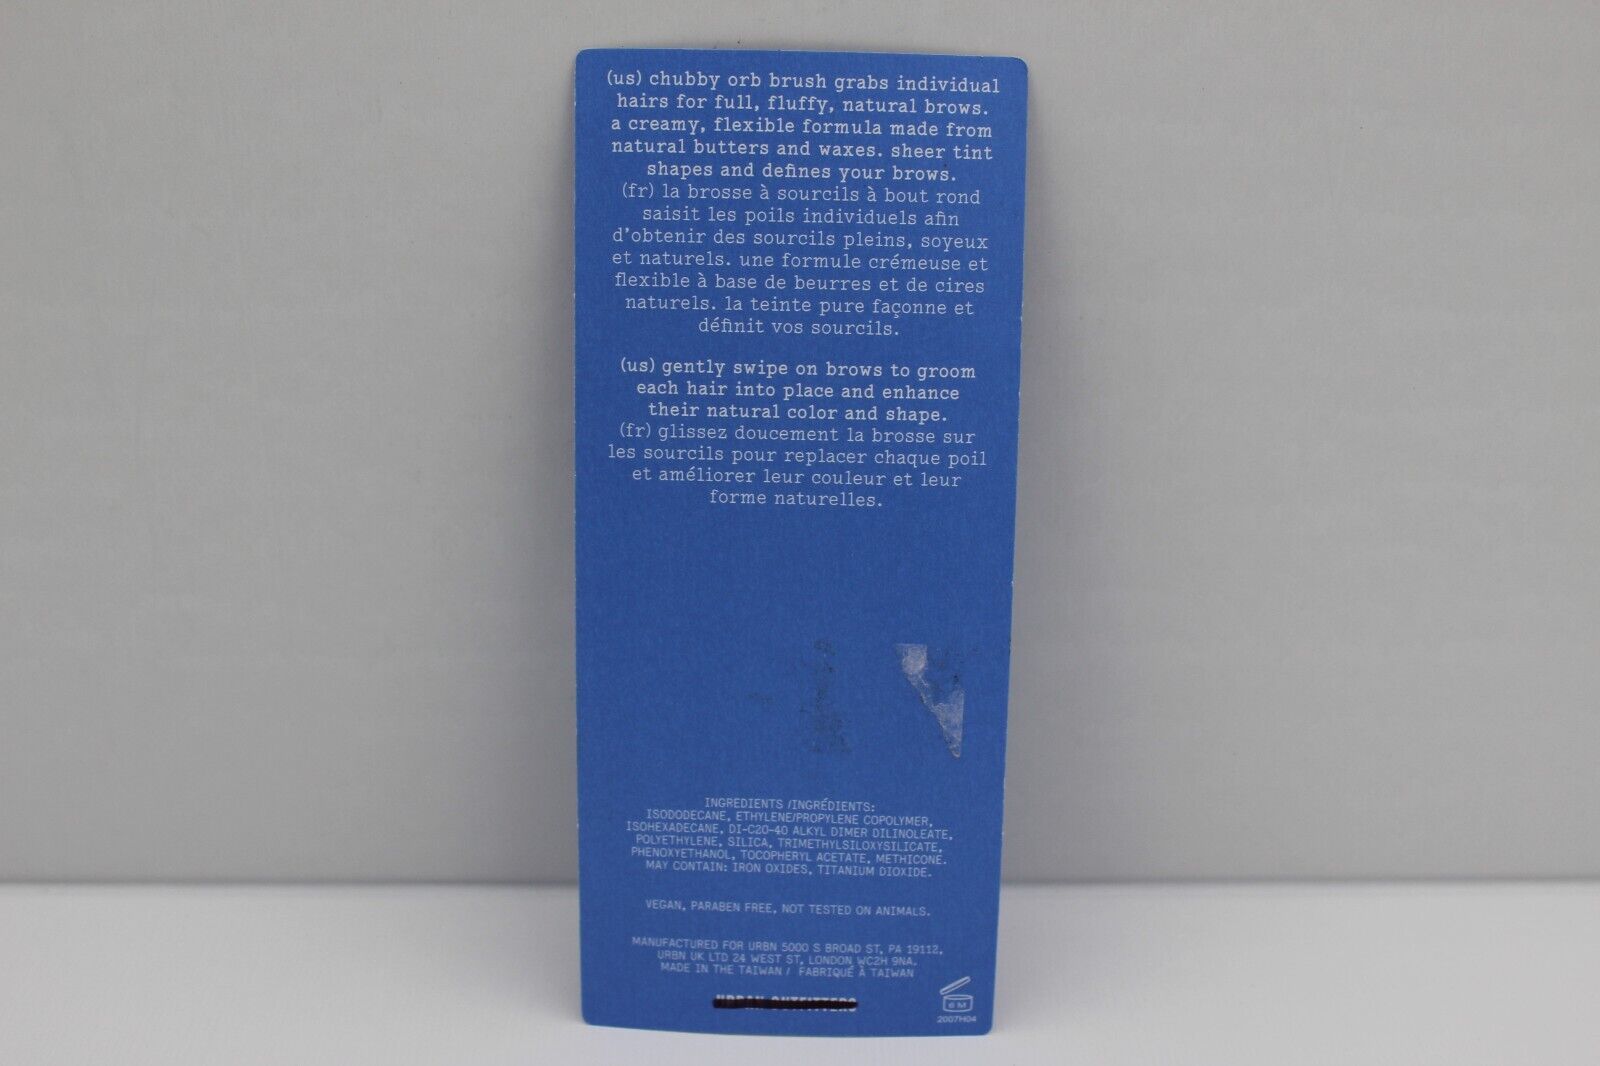 (us) chubby orb brush grabs individual
hairs for full, fluffy, natural brows.
a creamy, flexible formula made from
natural butters and waxes. sheer tint
shapes and defines your brows.
(fr) la brosse à sourcils à bout rond
saisit les poils individuels afin
d'obtenir des sourcils pleins, soyeux
et naturels. une formule crémeuse et
flexible à base de beurres et de cires
naturels. la teinte pure façonne et
définit vos sourcils.
(us) gently swipe on brows to groom
each hair into place and enhance
their natural color and shape.
(fr) glissez doucement la brosse sur
les sourcils pour replacer chaque poil
et améliorer leur couleur et leur
forme naturelles.
INGREDIENTS /INGRÉDIENTS:
ISODODECANE, ETHYLENE/PROPYLENE COPOLYMER,
ISOHEXADECANE, DI-C20-40 ALKYL DIMER DILINOLEATE,
POLYETHYLENE, SILICA, TRIMETHYLSILOXYSILICATE,
PHENOXYETHANOL, TOCOPHERYL ACETATE, METHICONE.
MAY CONTAIN: IRON OXIDES, TITANIUM DIOXIDE.
VEGAN, PARABEN FREE, NOT TESTED ON ANIMALS.
MANUFACTURED FOR URBN 5000 S BROAD ST, PA 19112.
URBN UK LTD 24 WEST ST, LONDON WC2H 9NA.
MADE IN THE TAIWAN / FABRIQUÉ À TAIWAN
URBAN OUTFITTERS
6 M
2007H04